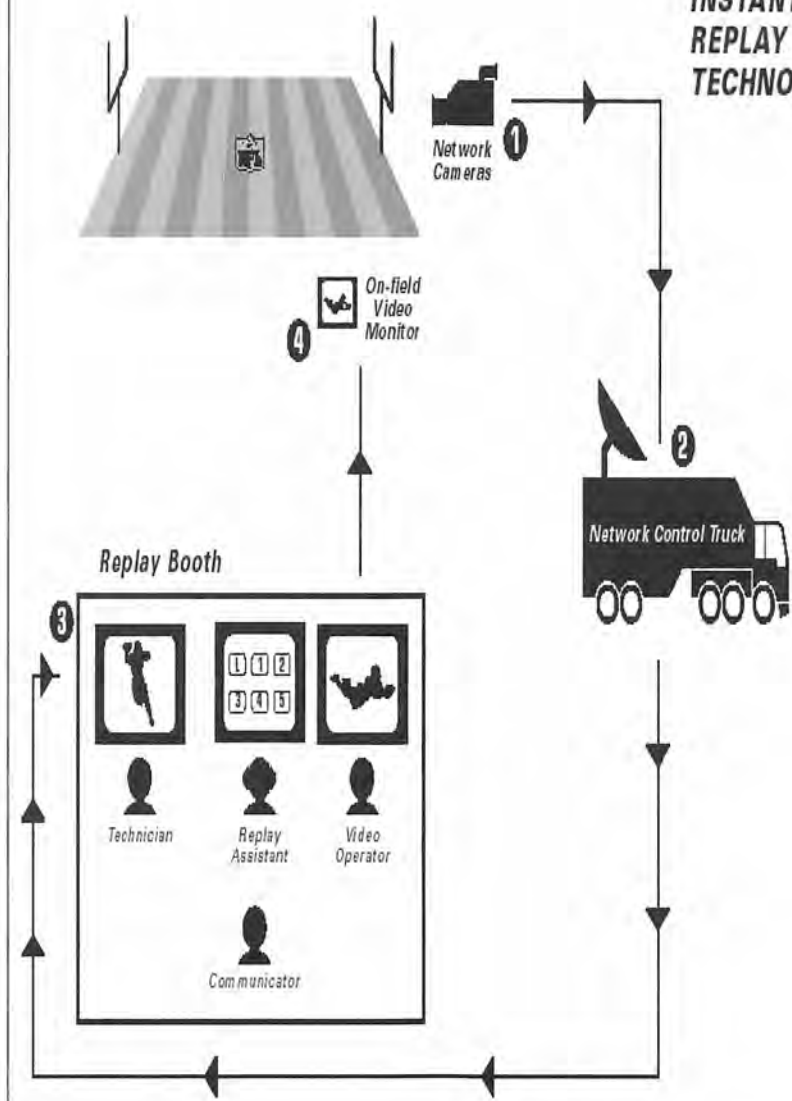 INSTANT
REPLAY
TECHNO
1
Network
Cameras
On-field
Video
Monitor
4
2
Network Control Truck
Replay Booth
3
L 1 2
3 4 5
Technician
Replay
Assistant
Video
Operator
Communicator